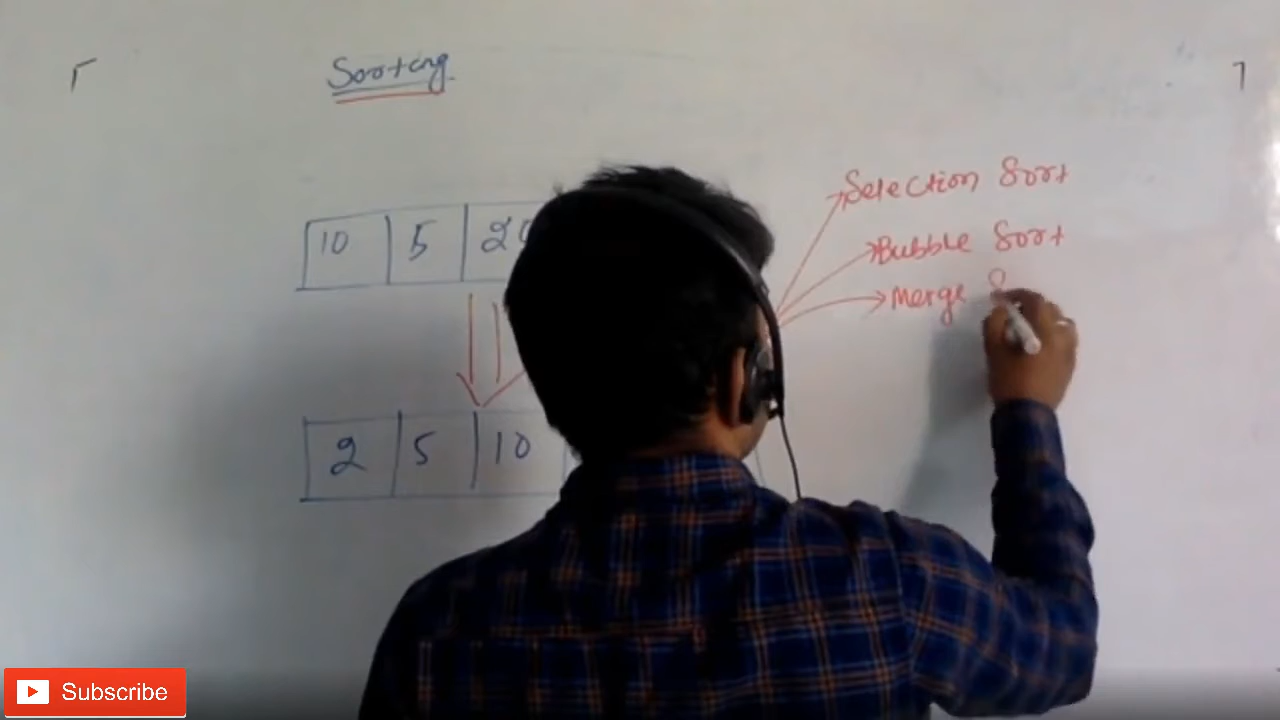 Sorting
Selection Sort
10 5
Bubble Sort
Merge
2 5 10
Subscribe